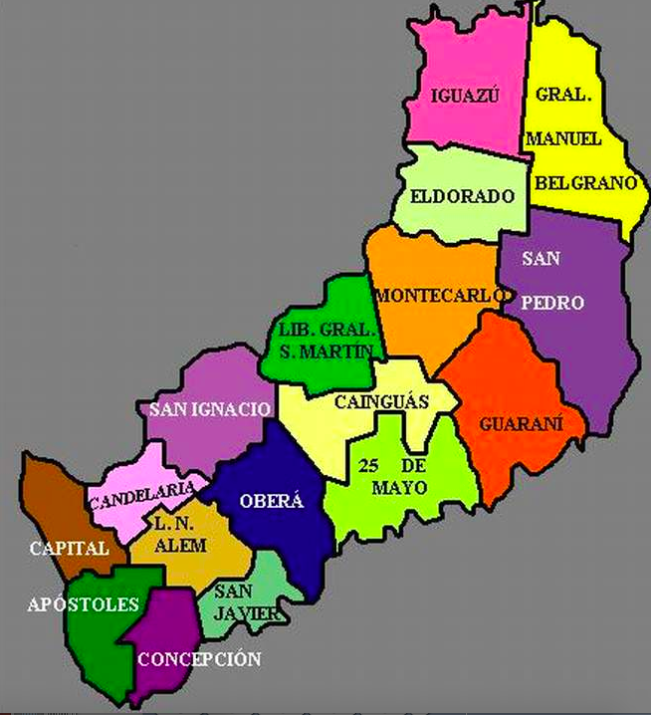 IGUAZÚ
GRAL.
MANUEL
BELGRANO
ELDORADO
SAN
PEDRO
MONTECARLO
LIB. GRAL.
S. MARTÍN
CAINGUÁS
SAN IGNACIO
GUARANÍ
25 DE
MAYO
CANDELARIA
OBERÁ
L. N.
ALEM
CAPITAL
SAN
JAVIER
APÓSTOLES
CONCEPCIÓN